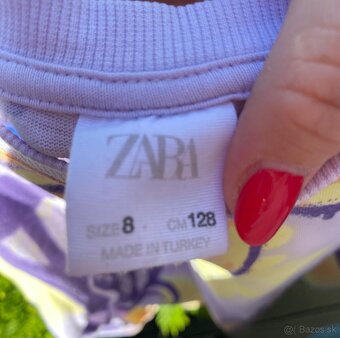 ZARA
SIZE 8 . CM 128
MADE IN TURKEY
@ Bazos.sk